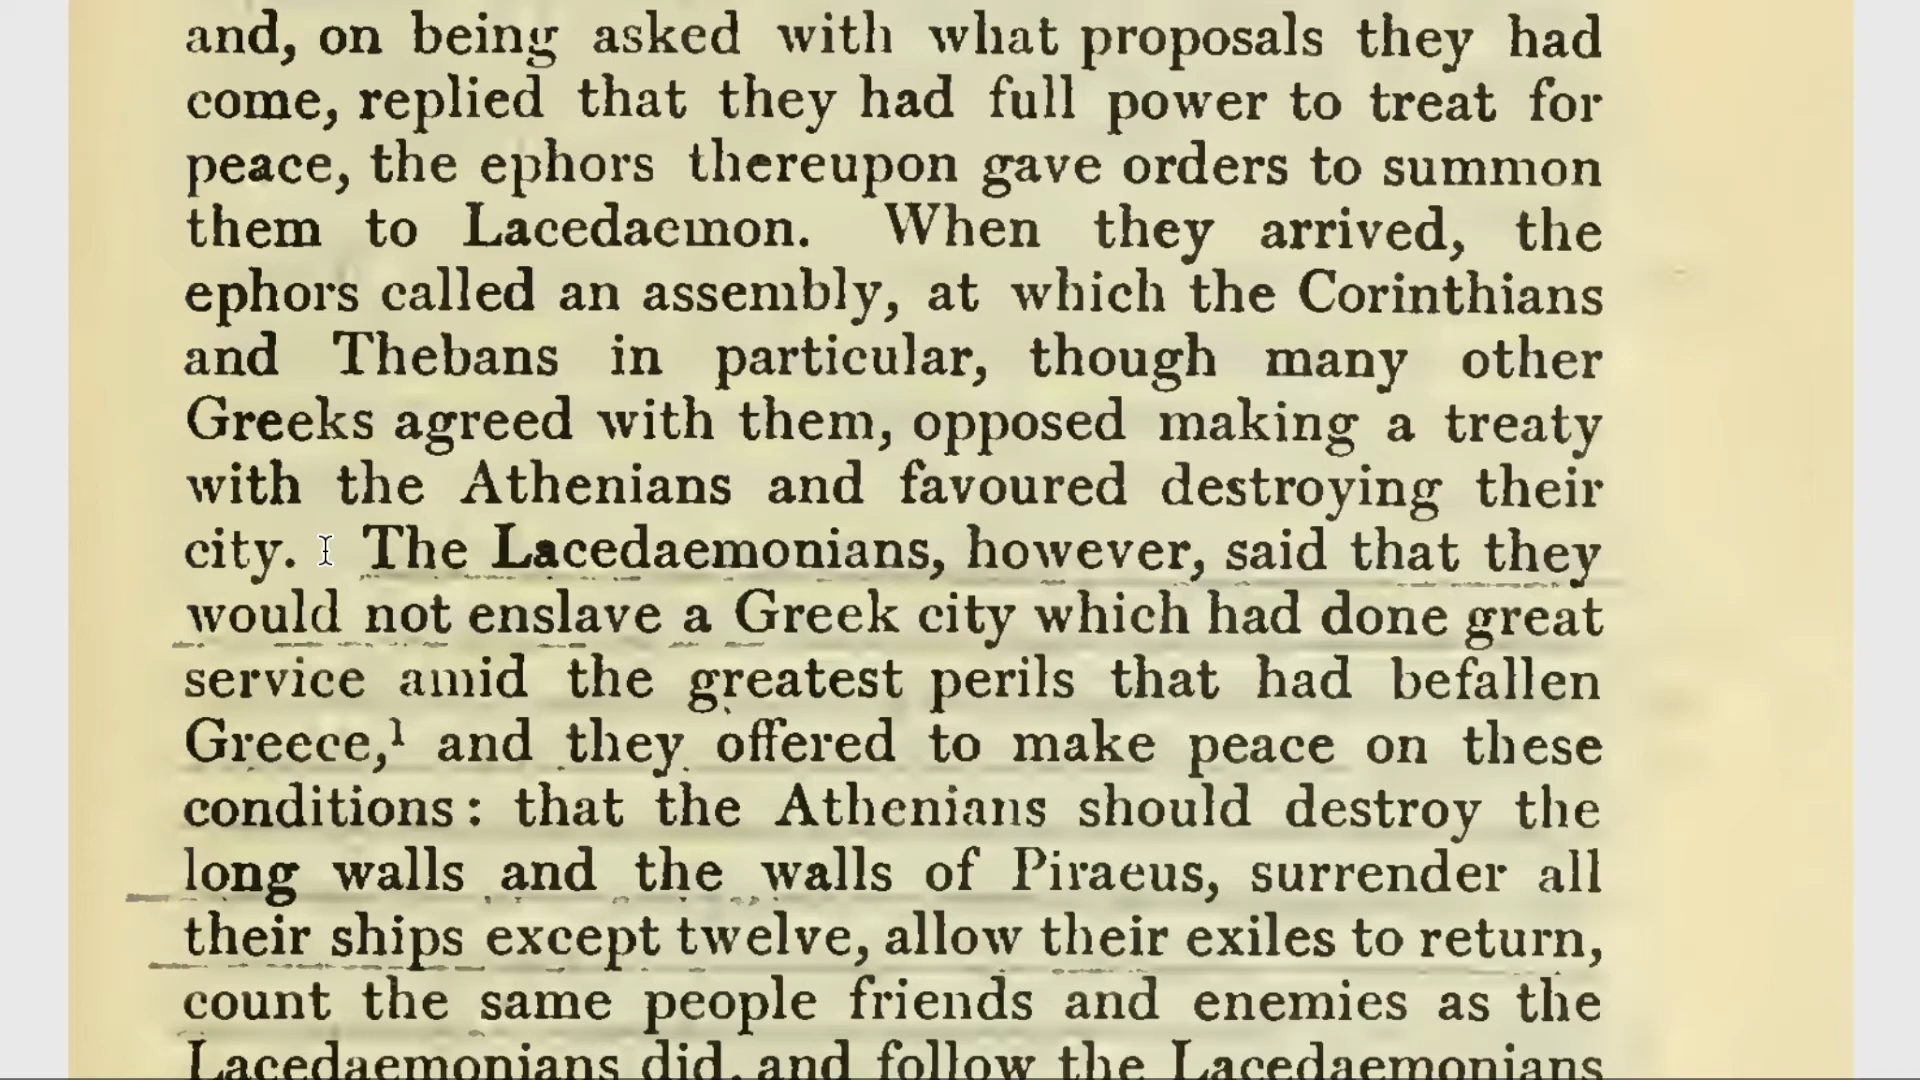 and, on being asked with what proposals they had
come, replied that they had full power to treat for
peace, the ephors thereupon gave orders to summon
them to Lacedaemon. When they arrived, the
ephors called an assembly, at which the Corinthians
and Thebans in particular, though many other
Greeks agreed with them, opposed making a treaty
with the Athenians and favoured destroying their
city. The Lacedaemonians, however, said that they
would not enslave a Greek city which had done great
service amid the greatest perils that had befallen
Greece,¹ and they offered to make peace on these
conditions: that the Athenians should destroy the
long walls and the walls of Piraeus, surrender all
their ships except twelve, allow their exiles to return,
count the same people friends and enemies as the
Lacedaemonians did, and follow the Lacedaemonians